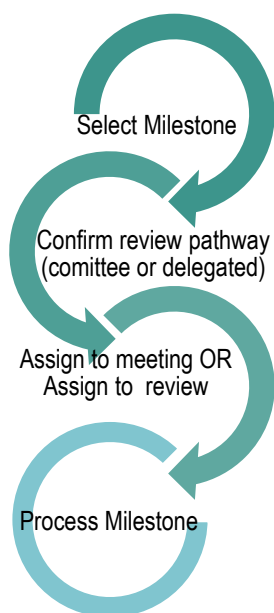 Select Milestone
Confirm review pathway
(comittee or delegated)
Assign to meeting OR
Assign to review
Process Milestone